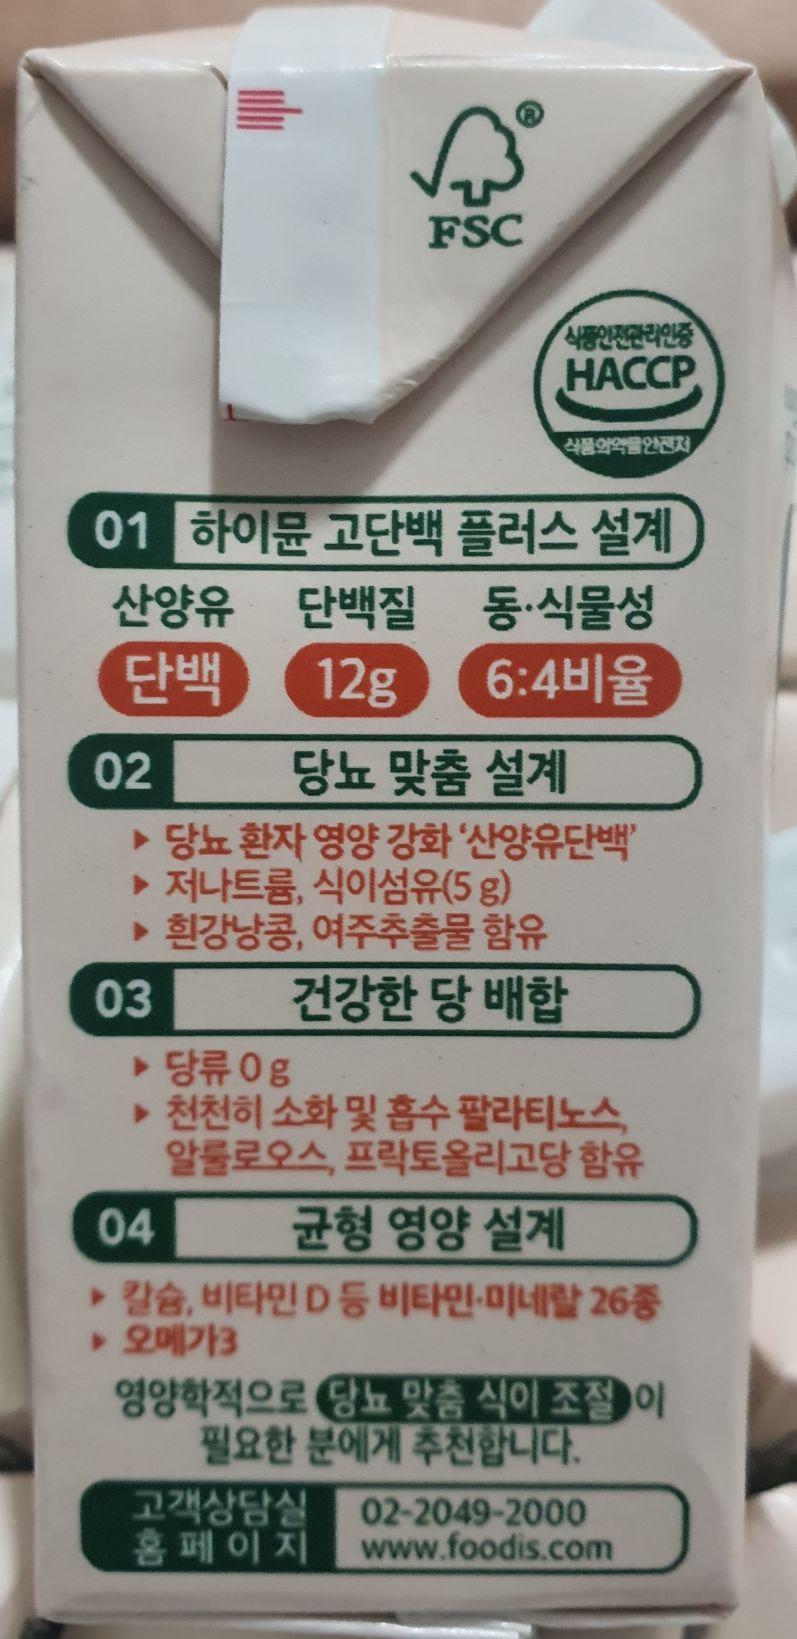 ®
FSC
식품안전관리인증
HACCP
식품의약품안전처
01 하이뮨 고단백 플러스 설계
산양유 단백질 동·식물성
단백 12g 6:4비율
02 당뇨 맞춤 설계
▶ 당뇨 환자 영양 강화 ‘산양유단백’
▶ 저나트륨, 식이섬유(5 g)
▶ 흰강낭콩, 여주추출물 함유
03 건강한 당 배합
▶ 당류 0 g
▶ 천천히 소화 및 흡수 팔라티노스,
알룰로오스, 프락토올리고당 함유
04 균형 영양 설계
▶ 칼슘, 비타민 D 등 비타민·미네랄 26종
▶ 오메가3
영양학적으로 당뇨 맞춤 식이 조절이
필요한 분에게 추천합니다.
고객상담실 02-2049-2000
홈페이지 www.foodis.com